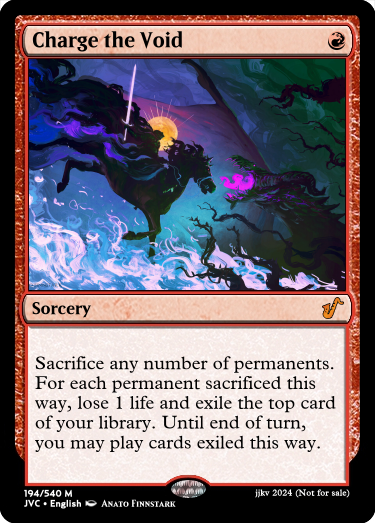 Charge the Void
Sorcery
Sacrifice any number of permanents.
For each permanent sacrificed this
way, lose 1 life and exile the top card
of your library. Until end of turn,
you may play cards exiled this way.
194/540 M
JVC • English Anato Finnstark
jjkv 2024 (Not for sale)